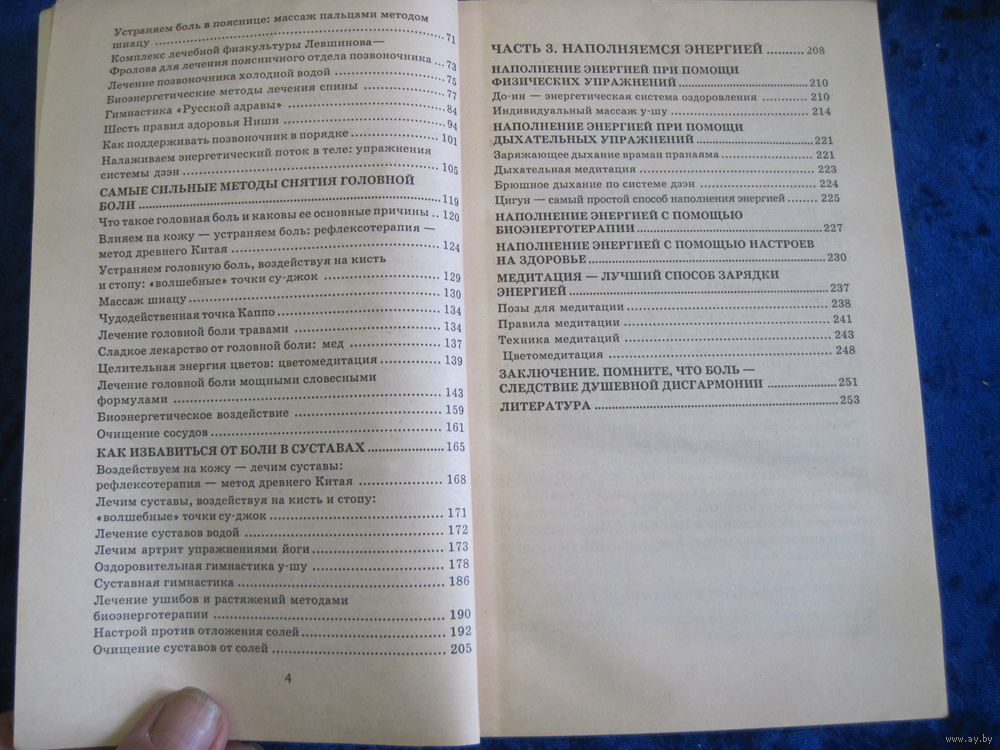 Устраняем боль в пояснице: массаж пальцами методом
шиацу ..... 71
Комплекс лечебной физкультуры Левшинова—
Фролова для лечения поясничного отдела позвоночника ... 73
Лечение позвоночника холодной водой ..... 75
Биоэнергетические методы лечения спины ..... 77
Гимнастика «Русской здравы» ..... 84
Шесть правил здоровья Ниши ..... 94
Как поддерживать позвоночник в порядке ..... 101
Налаживаем энергетический поток в теле: упражнения
системы дзэн ..... 105
САМЫЕ СИЛЬНЫЕ МЕТОДЫ СНЯТИЯ ГОЛОВНОЙ
БОЛИ ..... 119
Что такое головная боль и каковы ее основные причины .. 120
Влияем на кожу — устраняем боль: рефлексотерапия —
метод древнего Китая ..... 124
Устраняем головную боль, воздействуя на кисть
и стопу: «волшебные» точки су-джок ..... 129
Массаж шиацу ..... 130
Чудодейственная точка Каппо ..... 134
Лечение головной боли травами ..... 134
Сладкое лекарство от головной боли: мед ..... 137
Целительная энергия цветов: цветомедитация ..... 139
Лечение головной боли мощными словесными
формулами ..... 143
Биоэнергетическое воздействие ..... 159
Очищение сосудов ..... 161
КАК ИЗБАВИТЬСЯ ОТ БОЛИ В СУСТАВАХ ..... 165
Воздействуем на кожу — лечим суставы:
рефлексотерапия — метод древнего Китая ..... 168
Лечим суставы, воздействуя на кисть и стопу:
«волшебные» точки су-джок ..... 171
Лечение суставов водой ..... 172
Лечим артрит упражнениями йоги ..... 173
Оздоровительная гимнастика у-шу ..... 178
Суставная гимнастика ..... 186
Лечение ушибов и растяжений методами
биоэнерготерапии ..... 190
Настрой против отложения солей ..... 192
Очищение суставов от солей ..... 205
4
ЧАСТЬ 3. НАПОЛНЯЕМСЯ ЭНЕРГИЕЙ ..... 208
НАПОЛНЕНИЕ ЭНЕРГИЕЙ ПРИ ПОМОЩИ
ФИЗИЧЕСКИХ УПРАЖНЕНИЙ ..... 210
До-ин — энергетическая система оздоровления ..... 210
Индивидуальный массаж у-шу ..... 214
НАПОЛНЕНИЕ ЭНЕРГИЕЙ ПРИ ПОМОЩИ
ДЫХАТЕЛЬНЫХ УПРАЖНЕНИЙ ..... 221
Заряжающее дыхание враман пранаяма ..... 221
Дыхательная медитация ..... 223
Брюшное дыхание по системе дзэн ..... 224
Цигун — самый простой способ наполнения энергией ..... 225
НАПОЛНЕНИЕ ЭНЕРГИЕЙ С ПОМОЩЬЮ
БИОЭНЕРГОТЕРАПИИ ..... 227
НАПОЛНЕНИЕ ЭНЕРГИЕЙ С ПОМОЩЬЮ НАСТРОЕВ
НА ЗДОРОВЬЕ ..... 230
МЕДИТАЦИЯ — ЛУЧШИЙ СПОСОБ ЗАРЯДКИ
ЭНЕРГИЕЙ ..... 237
Позы для медитации ..... 238
Правила медитации ..... 241
Техника медитаций ..... 243
Цветомедитация ..... 248
ЗАКЛЮЧЕНИЕ. ПОМНИТЕ, ЧТО БОЛЬ —
СЛЕДСТВИЕ ДУШЕВНОЙ ДИСГАРМОНИИ ..... 251
ЛИТЕРАТУРА ..... 253
www.ay.by